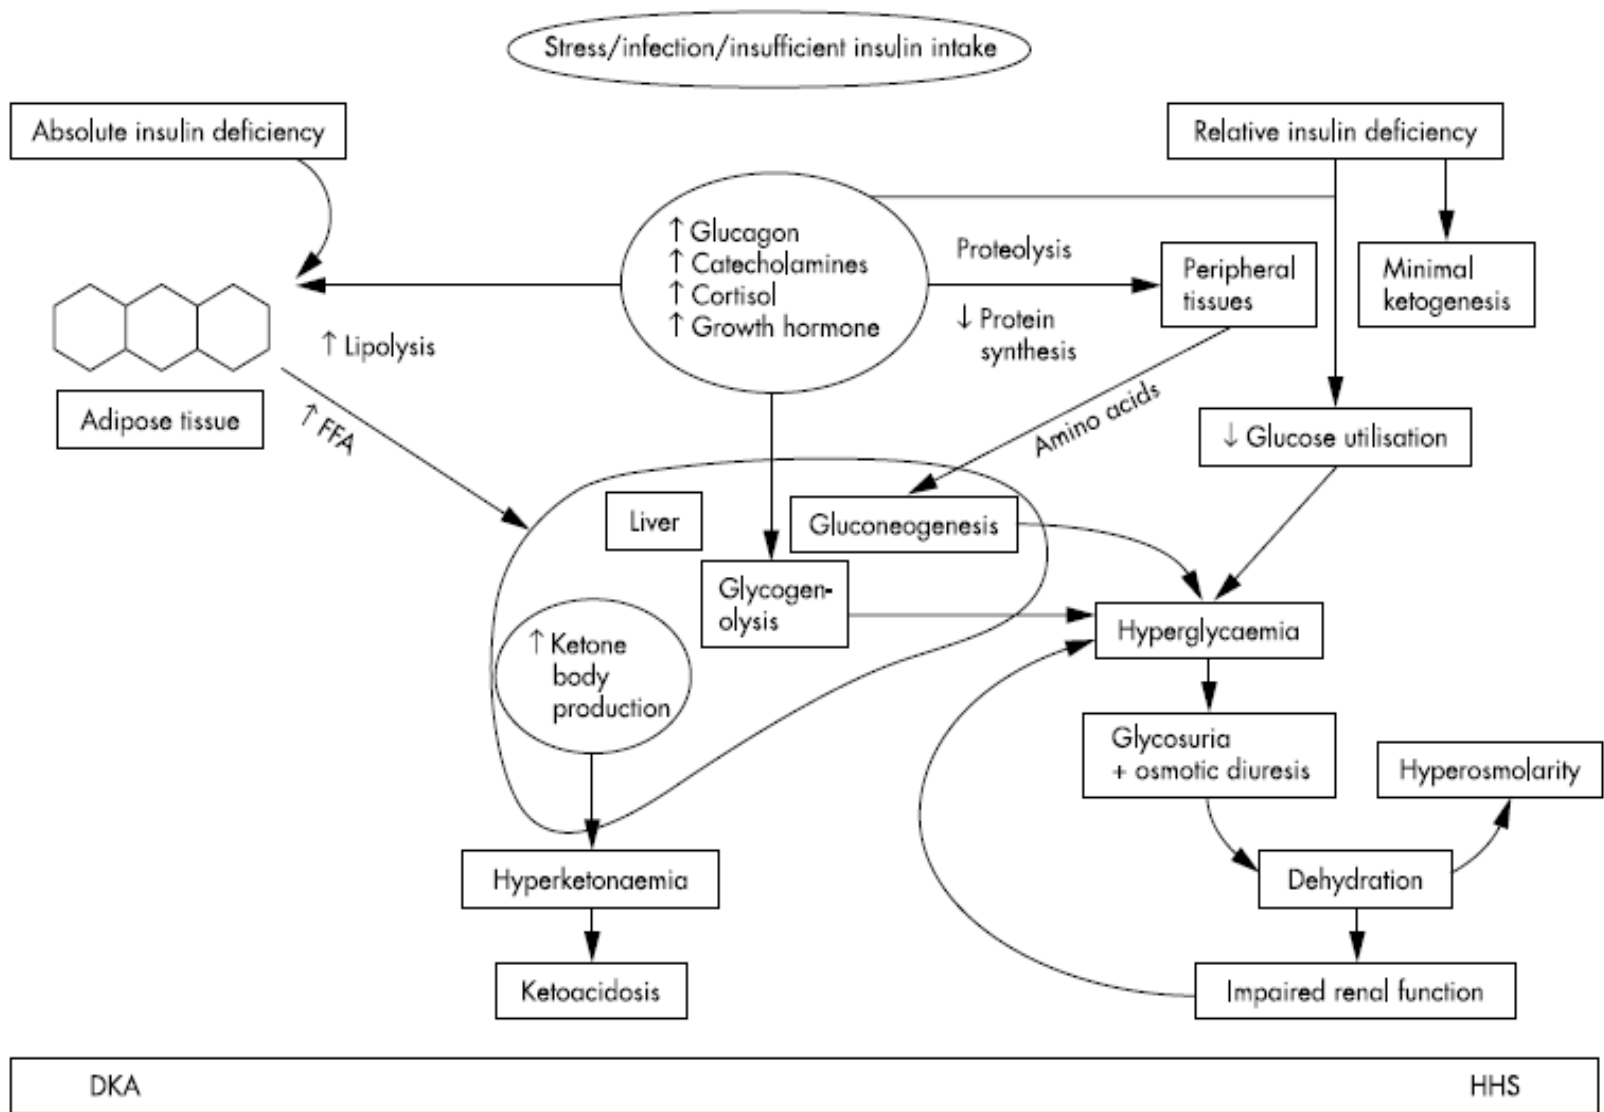 Stress/infection/insufficient insulin intake
Absolute insulin deficiency
Relative insulin deficiency
↑ Glucagon
↑ Catecholamines
↑ Cortisol
↑ Growth hormone
Proteolysis
↓ Protein
synthesis
Peripheral
tissues
Minimal
ketogenesis
↑ Lipolysis
Adipose tissue
↑ FFA
Amino acids
↓ Glucose utilisation
Liver
Gluconeogenesis
Glycogen-
olysis
↑ Ketone
body
production
Hyperglycaemia
Glycosuria
+ osmotic diuresis
Hyperosmolarity
Hyperketonaemia
Dehydration
Ketoacidosis
Impaired renal function
DKA
HHS